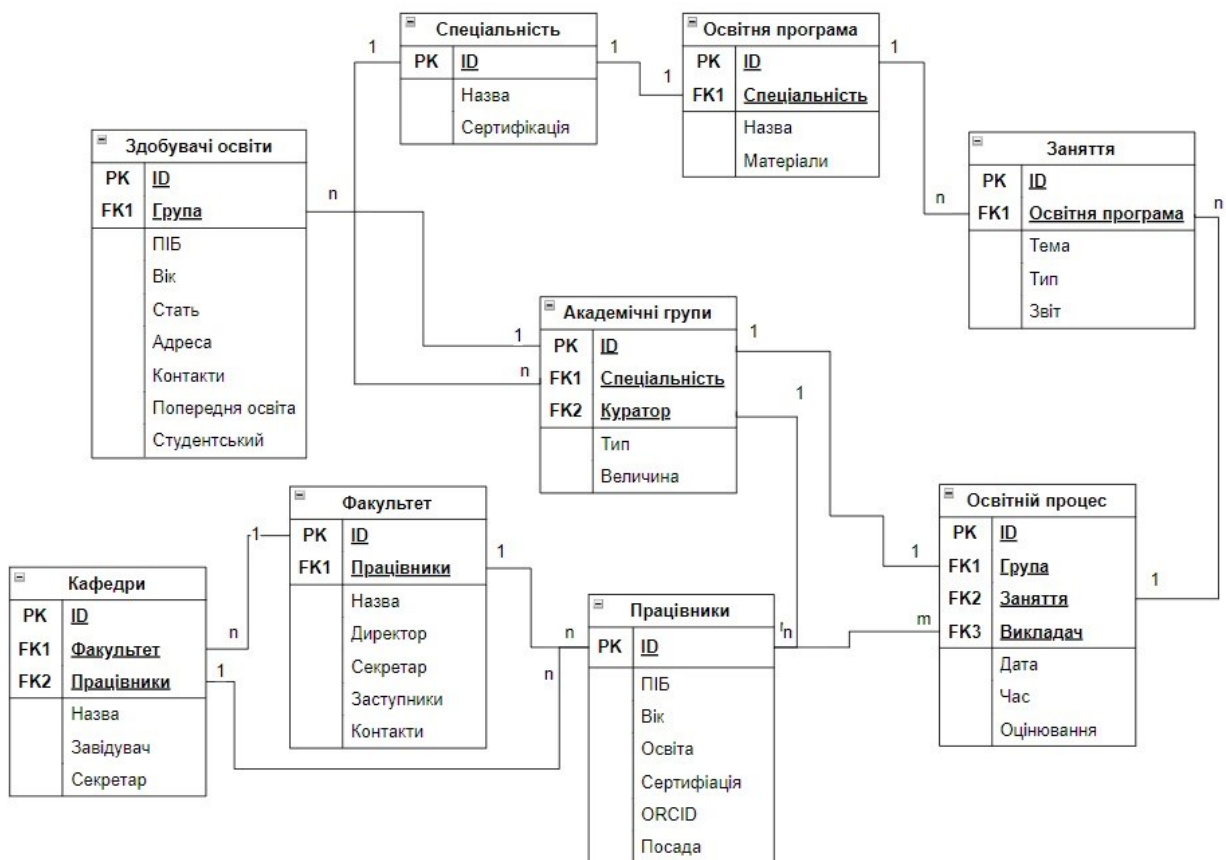 Спеціальність
PK ID
Назва
Сертифікація
Освітня програма
PK ID
FK1 Спеціальність
Назва
Матеріали
Здобувачі освіти
PK ID
FK1 Група
ПІБ
Вік
Стать
Адреса
Контакти
Попередня освіта
Студентський
Заняття
PK ID
FK1 Освітня програма
Тема
Тип
Звіт
Академічні групи
PK ID
FK1 Спеціальність
FK2 Куратор
Тип
Величина
Факультет
PK ID
FK1 Працівники
Назва
Директор
Секретар
Заступники
Контакти
Освітній процес
PK ID
FK1 Група
FK2 Заняття
FK3 Викладач
Дата
Час
Оцінювання
Кафедри
PK ID
FK1 Факультет
FK2 Працівники
Назва
Завідувач
Секретар
Працівники
PK ID
ПІБ
Вік
Освіта
Сертифіація
ORCID
Посада
1
1
1
n
n
n
1
n
1
1
1
1
1
1
n
1
n
n
n
m